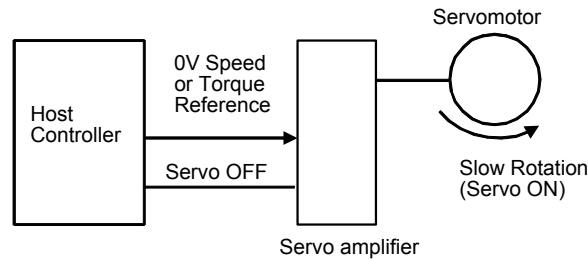 Servomotor
0V Speed
or Torque
Reference
Host
Controller
Servo OFF
Slow Rotation
(Servo ON)
Servo amplifier